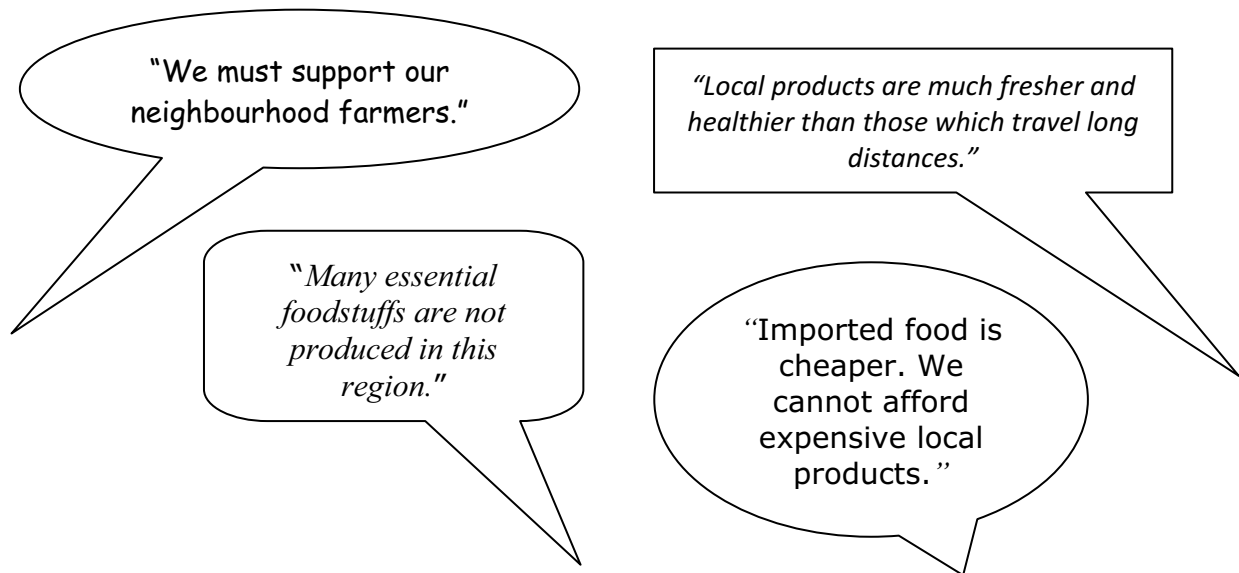 “We must support our
neighbourhood farmers.”
“Local products are much fresher and
healthier than those which travel long
distances.”
“Many essential
foodstuffs are not
produced in this
region.”
“Imported food is
cheaper. We
cannot afford
expensive local
products.”